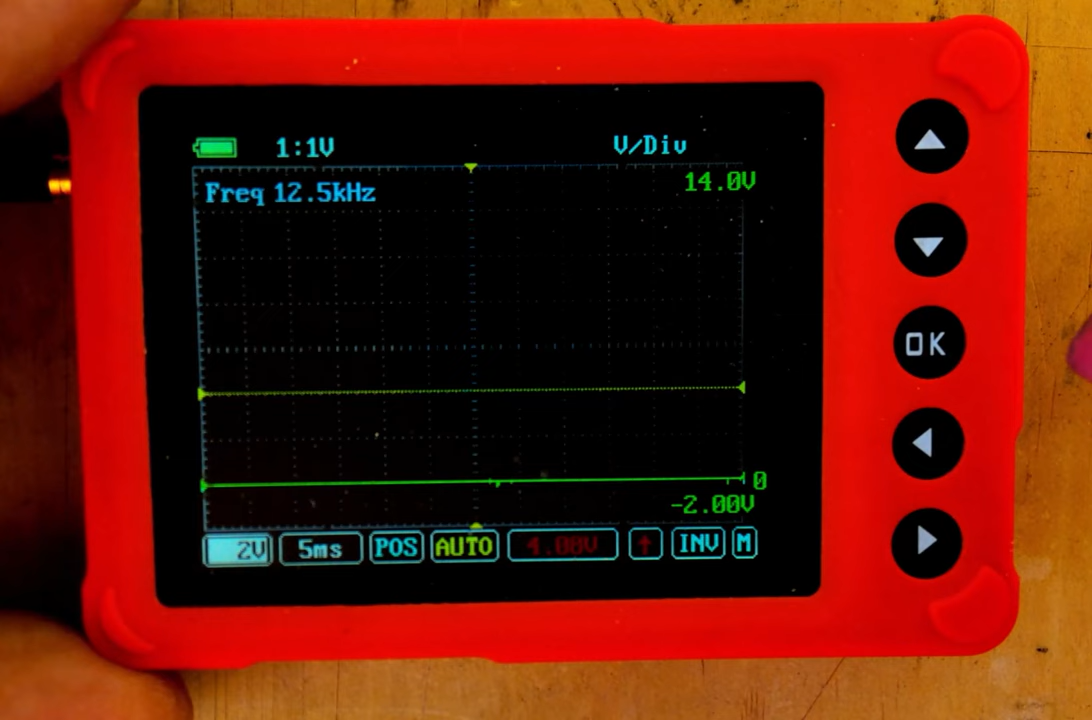 1:1V V/Div
Freq 12.5kHz 14.0V
0
-2.00V
2V 5ms POS AUTO 4.00V ↑ INV M
OK